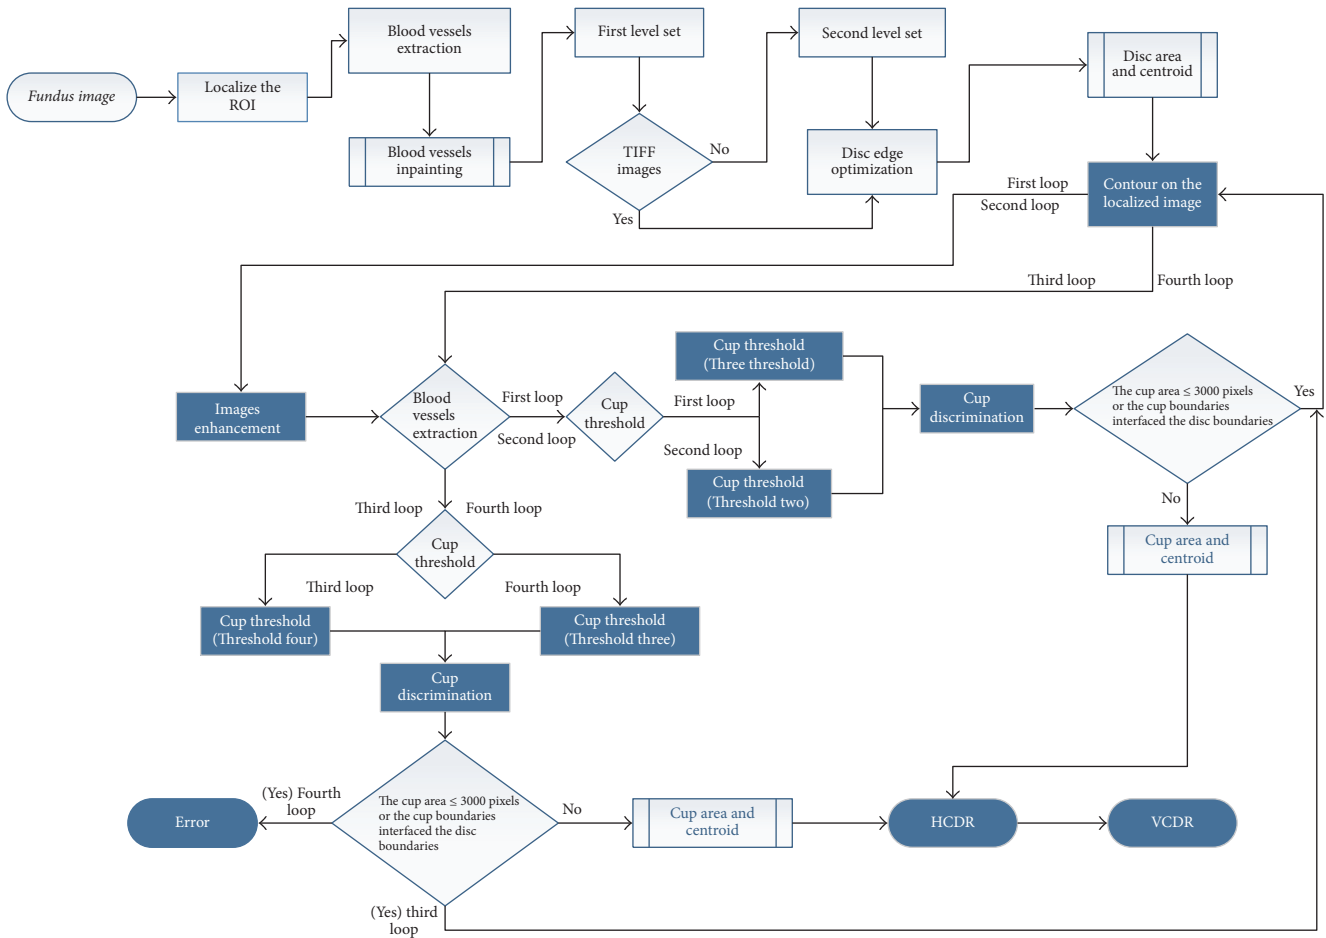 Fundus image
Localize the
ROI
Blood vessels
extraction
Blood vessels
inpainting
First level set
TIFF
images
No
Yes
Second level set
Disc edge
optimization
Disc area
and centroid
Contour on the
localized image
First loop
Second loop
Third loop
Fourth loop
Images
enhancement
Blood
vessels
extraction
First loop
Second loop
Cup
threshold
First loop
Second loop
Cup threshold
(Three threshold)
Cup threshold
(Threshold two)
Cup
discrimination
The cup area ≤ 3000 pixels
or the cup boundaries
interfaced the disc boundaries
Yes
No
Cup area and
centroid
Third loop
Fourth loop
Cup
threshold
Third loop
Fourth loop
Cup threshold
(Threshold four)
Cup threshold
(Threshold three)
Cup
discrimination
The cup area ≤ 3000 pixels
or the cup boundaries
interfaced the disc
boundaries
(Yes) Fourth
loop
Error
No
Cup area and
centroid
HCDR
VCDR
(Yes) third
loop